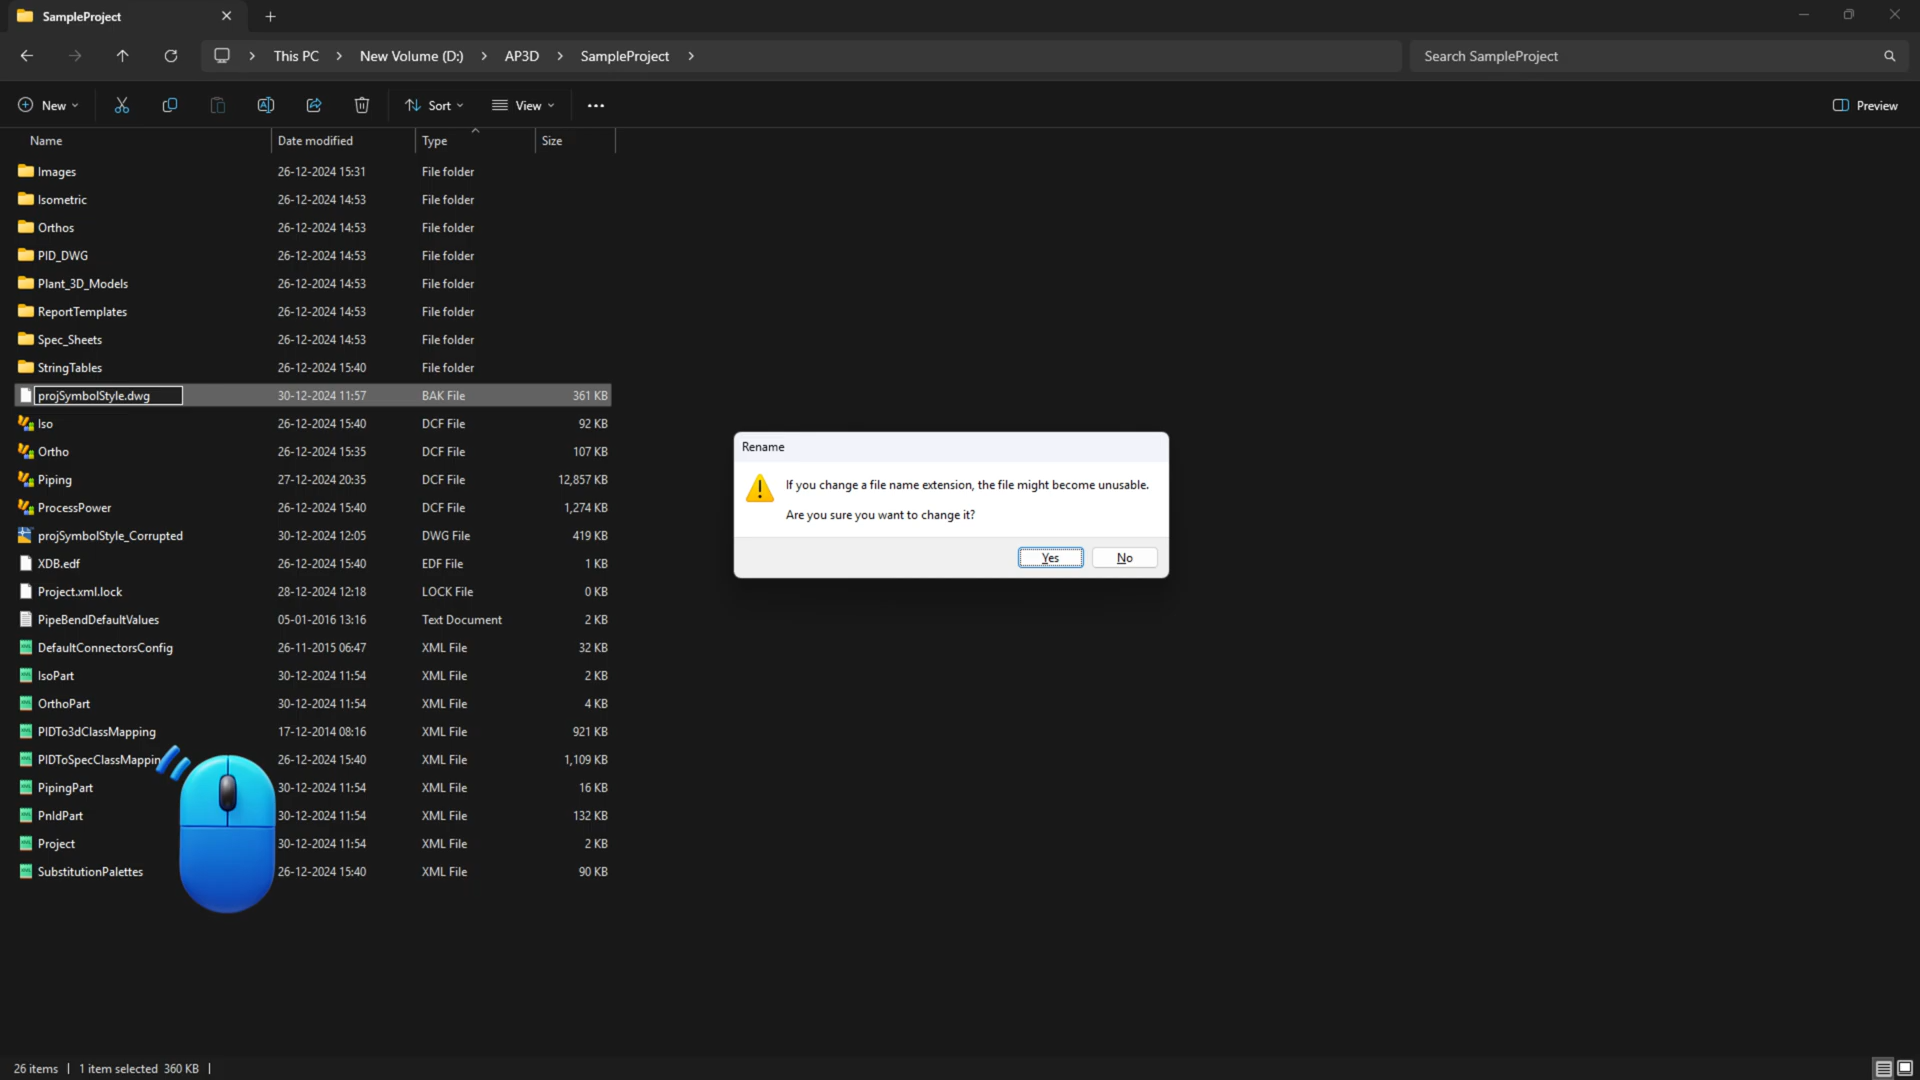 SampleProject
This PC > New Volume (D:) > AP3D > SampleProject >
Search SampleProject
New
Sort
View
Preview
Name Date modified Type Size
Images 26-12-2024 15:31 File folder
Isometric 26-12-2024 14:53 File folder
Orthos 26-12-2024 14:53 File folder
PID_DWG 26-12-2024 14:53 File folder
Plant_3D_Models 26-12-2024 14:53 File folder
ReportTemplates 26-12-2024 14:53 File folder
Spec_Sheets 26-12-2024 14:53 File folder
StringTables 26-12-2024 15:40 File folder
projSymbolStyle.dwg 30-12-2024 11:57 BAK File 361 KB
Iso 26-12-2024 15:40 DCF File 92 KB
Ortho 26-12-2024 15:35 DCF File 107 KB
Piping 27-12-2024 20:35 DCF File 12,857 KB
ProcessPower 26-12-2024 15:40 DCF File 1,274 KB
projSymbolStyle_Corrupted 30-12-2024 12:05 DWG File 419 KB
XDB.edf 26-12-2024 15:40 EDF File 1 KB
Project.xml.lock 28-12-2024 12:18 LOCK File 0 KB
PipeBendDefaultValues 05-01-2016 13:16 Text Document 2 KB
DefaultConnectorsConfig 26-11-2015 06:47 XML File 32 KB
IsoPart 30-12-2024 11:54 XML File 2 KB
OrthoPart 30-12-2024 11:54 XML File 4 KB
PIDTo3dClassMapping 17-12-2014 08:16 XML File 921 KB
PIDToSpecClassMappin 26-12-2024 15:40 XML File 1,109 KB
PipingPart 30-12-2024 11:54 XML File 16 KB
PnIdPart 30-12-2024 11:54 XML File 132 KB
Project 30-12-2024 11:54 XML File 2 KB
SubstitutionPalettes 26-12-2024 15:40 XML File 90 KB
Rename
If you change a file name extension, the file might become unusable.
Are you sure you want to change it?
Yes No
26 items | 1 item selected 360 KB |